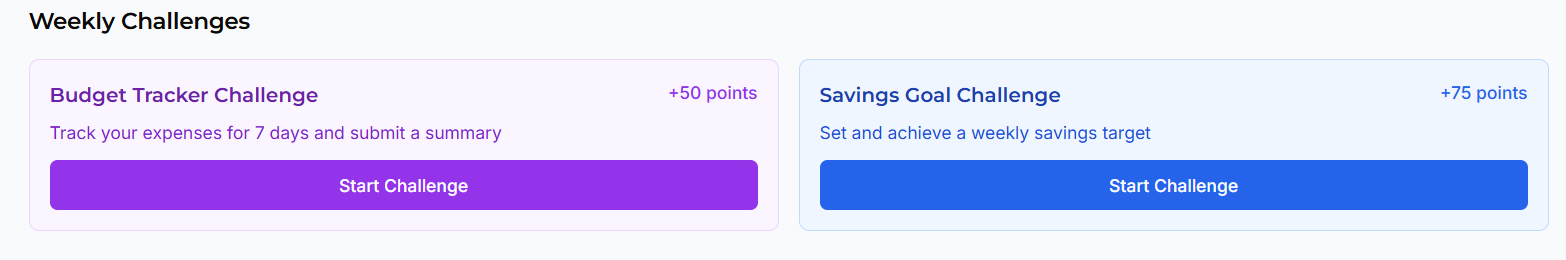 Weekly Challenges
Budget Tracker Challenge
+50 points
Track your expenses for 7 days and submit a summary
Start Challenge
Savings Goal Challenge
+75 points
Set and achieve a weekly savings target
Start Challenge